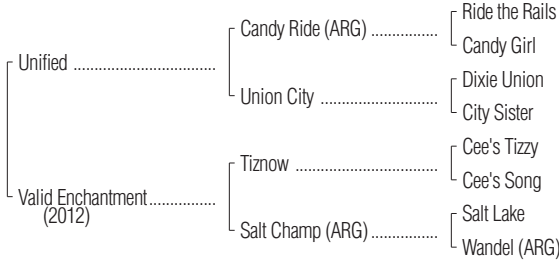 Ride the Rails
Candy Ride (ARG) ................
Candy Girl
Unified ..................................
Dixie Union
Union City ............................
City Sister
Cee's Tizzy
Tiznow ..................................
Cee's Song
Valid Enchantment................
(2012)
Salt Lake
Salt Champ (ARG)................
Wandel (ARG)